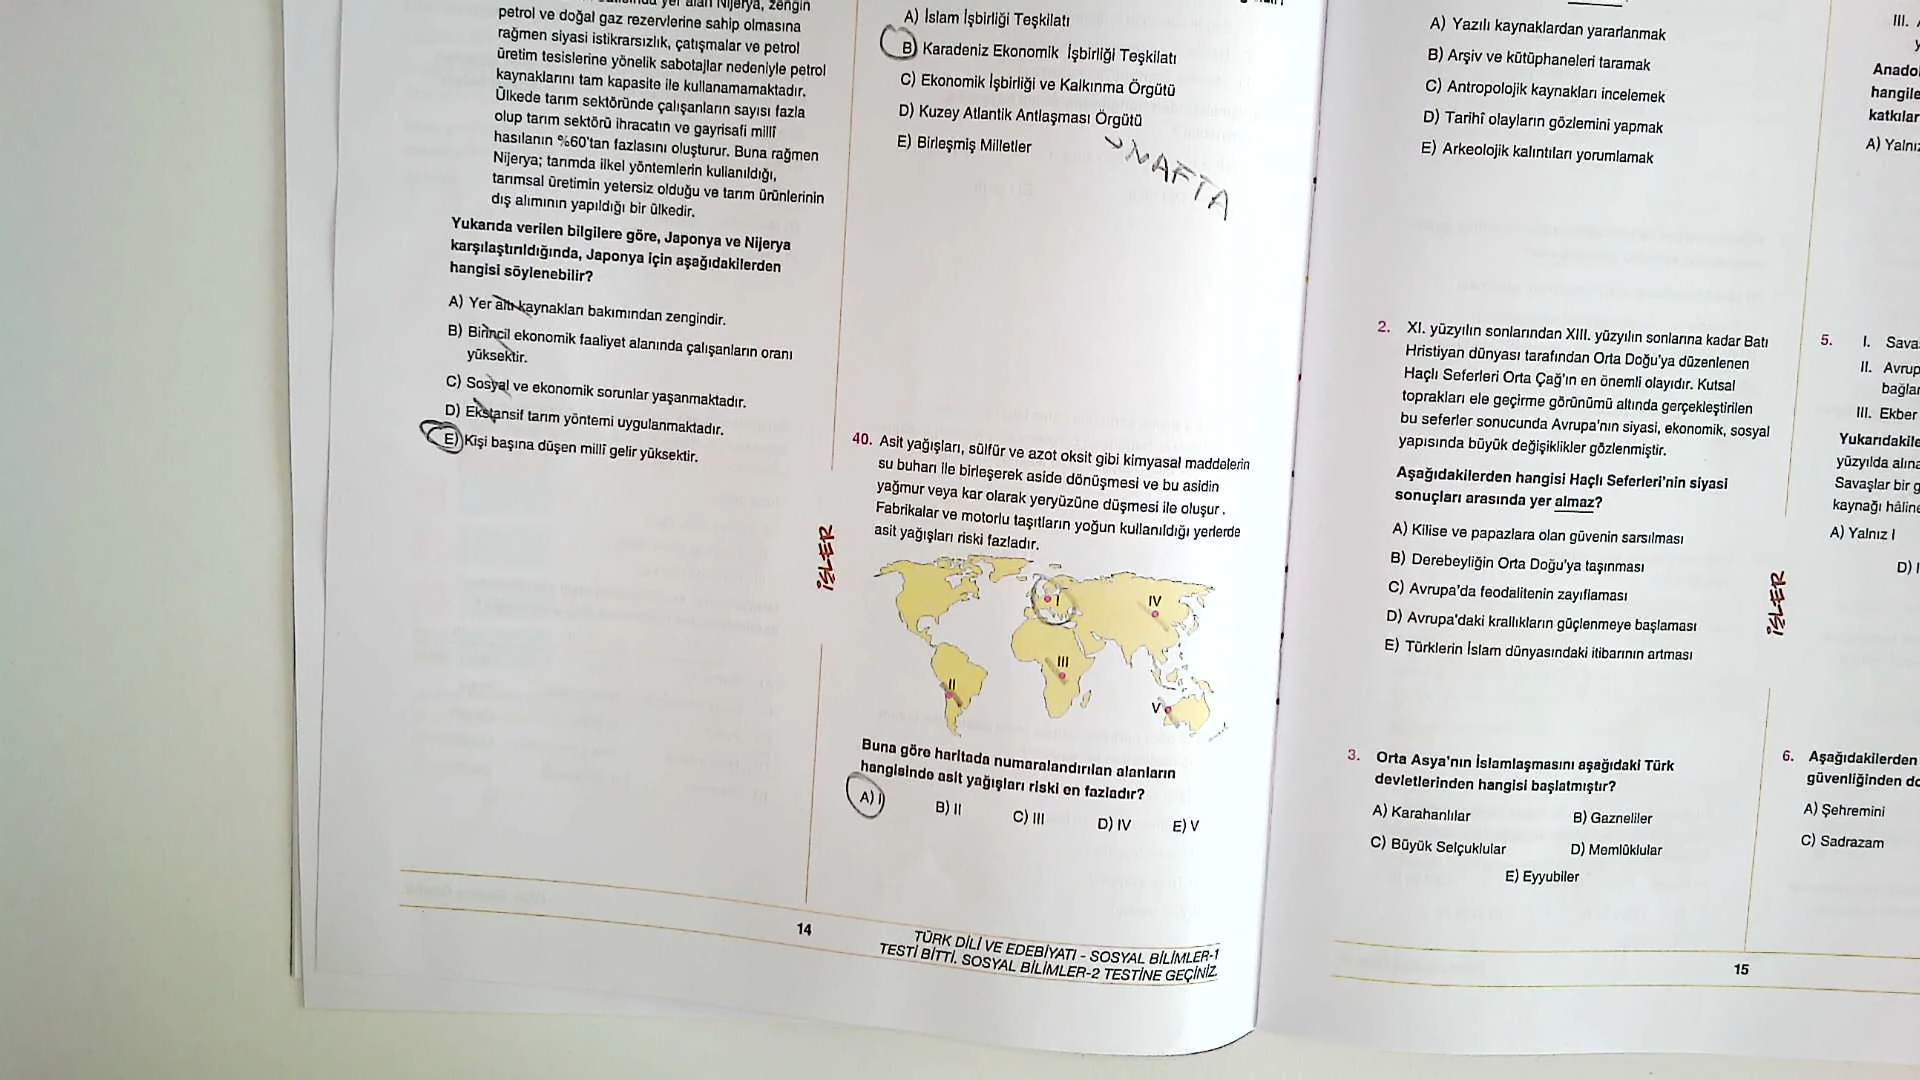 yer alan Nijerya, zengin
petrol ve doğal gaz rezervlerine sahip olmasına
rağmen siyasi istikrarsızlık, çatışmalar ve petrol
üretim tesislerine yönelik sabotajlar nedeniyle petrol
kaynaklarını tam kapasite ile kullanamamaktadır.
Ülkede tarım sektöründe çalışanların sayısı fazla
olup tarım sektörü ihracatın ve gayrisafi millî
hasılanın %60'tan fazlasını oluşturur. Buna rağmen
Nijerya; tarımda ilkel yöntemlerin kullanıldığı,
tarımsal üretimin yetersiz olduğu ve tarım ürünlerinin
dış alımının yapıldığı bir ülkedir.
Yukarıda verilen bilgilere göre, Japonya ve Nijerya
karşılaştırıldığında, Japonya için aşağıdakilerden
hangisi söylenebilir?
A) Yer altı kaynakları bakımından zengindir.
B) Birincil ekonomik faaliyet alanında çalışanların oranı
yüksektir.
C) Sosyal ve ekonomik sorunlar yaşanmaktadır.
D) Ekstansif tarım yöntemi uygulanmaktadır.
E) Kişi başına düşen millî gelir yüksektir.
A) İslam İşbirliği Teşkilatı
B) Karadeniz Ekonomik İşbirliği Teşkilatı
C) Ekonomik İşbirliği ve Kalkınma Örgütü
D) Kuzey Atlantik Antlaşması Örgütü
E) Birleşmiş Milletler
NAFTA
40. Asit yağışları, sülfür ve azot oksit gibi kimyasal maddelerin
su buharı ile birleşerek aside dönüşmesi ve bu asidin
yağmur veya kar olarak yeryüzüne düşmesi ile oluşur.
Fabrikalar ve motorlu taşıtların yoğun kullanıldığı yerlerde
asit yağışları riski fazladır.
I
IV
III
II
V
Buna göre haritada numaralandırılan alanların
hangisinde asit yağışları riski en fazladır?
A) I B) II C) III D) IV E) V
İŞLER
14
TÜRK DİLİ VE EDEBİYATI - SOSYAL BİLİMLER-1
TESTİ BİTTİ. SOSYAL BİLİMLER-2 TESTİNE GEÇİNİZ.
A) Yazılı kaynaklardan yararlanmak
B) Arşiv ve kütüphaneleri taramak
C) Antropolojik kaynakları incelemek
D) Tarihî olayların gözlemini yapmak
E) Arkeolojik kalıntıları yorumlamak
2. XI. yüzyılın sonlarından XIII. yüzyılın sonlarına kadar Batı
Hristiyan dünyası tarafından Orta Doğu'ya düzenlenen
Haçlı Seferleri Orta Çağ'ın en önemli olayıdır. Kutsal
toprakları ele geçirme görünümü altında gerçekleştirilen
bu seferler sonucunda Avrupa'nın siyasi, ekonomik, sosyal
yapısında büyük değişiklikler gözlenmiştir.
Aşağıdakilerden hangisi Haçlı Seferleri'nin siyasi
sonuçları arasında yer almaz?
A) Kilise ve papazlara olan güvenin sarsılması
B) Derebeyliğin Orta Doğu'ya taşınması
C) Avrupa'da feodalitenin zayıflaması
D) Avrupa'daki krallıkların güçlenmeye başlaması
E) Türklerin İslam dünyasındaki itibarının artması
3. Orta Asya'nın İslamlaşmasını aşağıdaki Türk
devletlerinden hangisi başlatmıştır?
A) Karahanlılar B) Gazneliler
C) Büyük Selçuklular D) Memlûklular
E) Eyyubiler
İŞLER
15
III.
Anado
hangile
katkılar
A) Yalnız
5. I. Sava
II. Avrup
bağlar
III. Ekber
Yukarıdakile
yüzyılda alına
Savaşlar bir g
kaynağı hâline
A) Yalnız I
D) I
6. Aşağıdakilerden
güvenliğinden do
A) Şehremini
C) Sadrazam